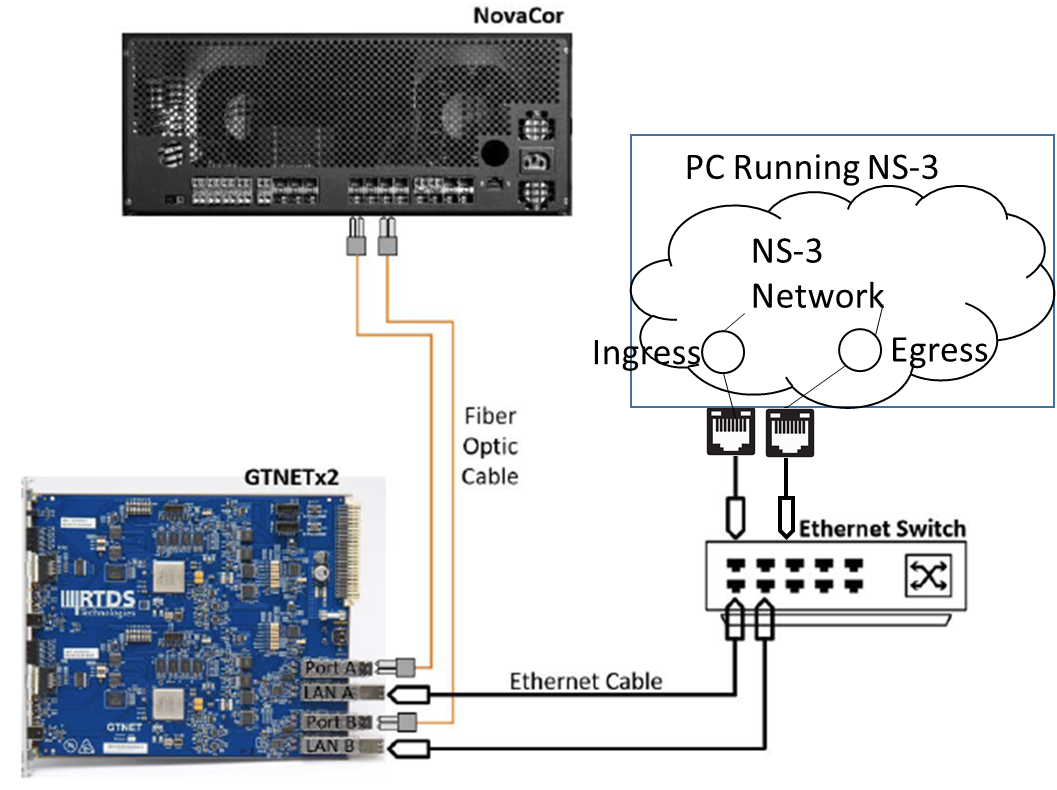 NovaCor
PC Running NS-3
NS-3
Network
Ingress
Egress
Fiber
Optic
Cable
GTNETx2
Ethernet Switch
RTDS
Technologies
Port A
LAN A
Ethernet Cable
Port B
GTNET
LAN B